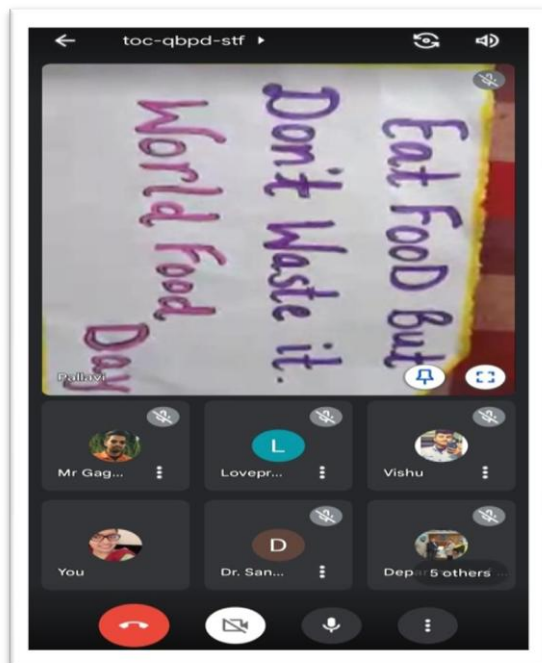 toc-qbpd-stf
Eat FooD But
Don't Waste it.
World Food
Day
Pallavi
Mr Gag...
Lovepr...
L
Vishu
You
Dr. San...
D
Depar
5 others
...